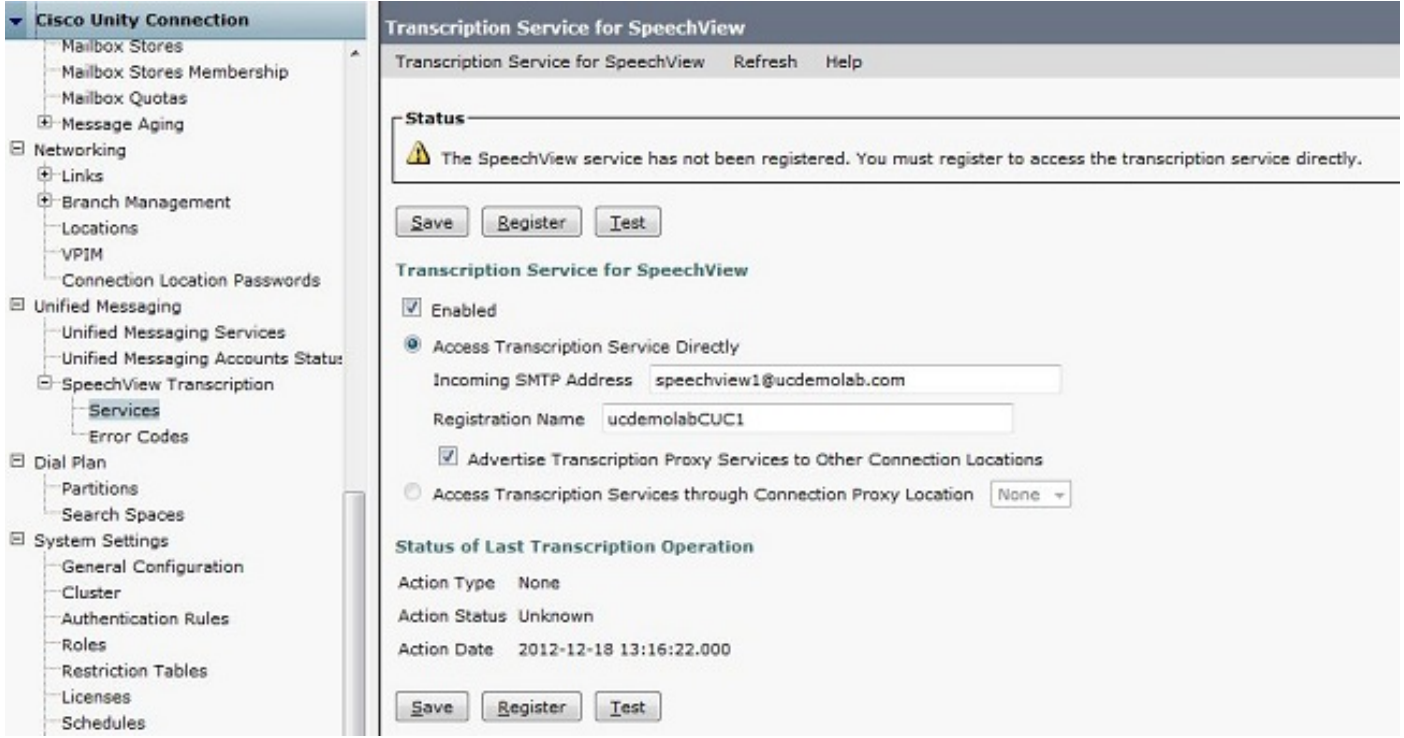 Cisco Unity Connection
Mailbox Stores
Mailbox Stores Membership
Mailbox Quotas
Message Aging
Networking
Links
Branch Management
Locations
VPIM
Connection Location Passwords
Unified Messaging
Unified Messaging Services
Unified Messaging Accounts Status
SpeechView Transcription
Services
Error Codes
Dial Plan
Partitions
Search Spaces
System Settings
General Configuration
Cluster
Authentication Rules
Roles
Restriction Tables
Licenses
Schedules
Transcription Service for SpeechView
Transcription Service for SpeechView Refresh Help
Status
The SpeechView service has not been registered. You must register to access the transcription service directly.
Save Register Test
Transcription Service for SpeechView
Enabled
Access Transcription Service Directly
Incoming SMTP Address speechview1@ucdemolab.com
Registration Name ucdemolabCUC1
Advertise Transcription Proxy Services to Other Connection Locations
Access Transcription Services through Connection Proxy Location None
Status of Last Transcription Operation
Action Type None
Action Status Unknown
Action Date 2012-12-18 13:16:22.000
Save Register Test